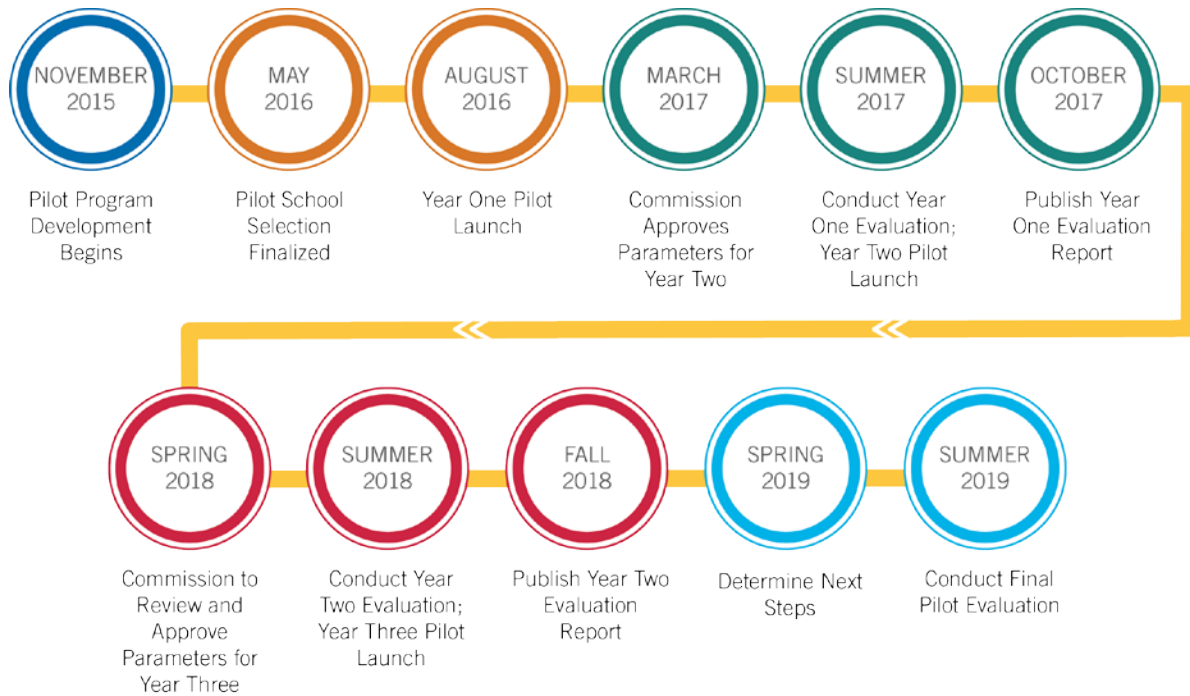 NOVEMBER
2015
Pilot Program
Development
Begins
MAY
2016
Pilot School
Selection
Finalized
AUGUST
2016
Year One Pilot
Launch
MARCH
2017
Commission
Approves
Parameters for
Year Two
SUMMER
2017
Conduct Year
One Evaluation;
Year Two Pilot
Launch
OCTOBER
2017
Publish Year
One Evaluation
Report
SPRING
2018
Commission to
Review and
Approve
Parameters for
Year Three
SUMMER
2018
Conduct Year
Two Evaluation;
Year Three Pilot
Launch
FALL
2018
Publish Year Two
Evaluation
Report
SPRING
2019
Determine Next
Steps
SUMMER
2019
Conduct Final
Pilot Evaluation